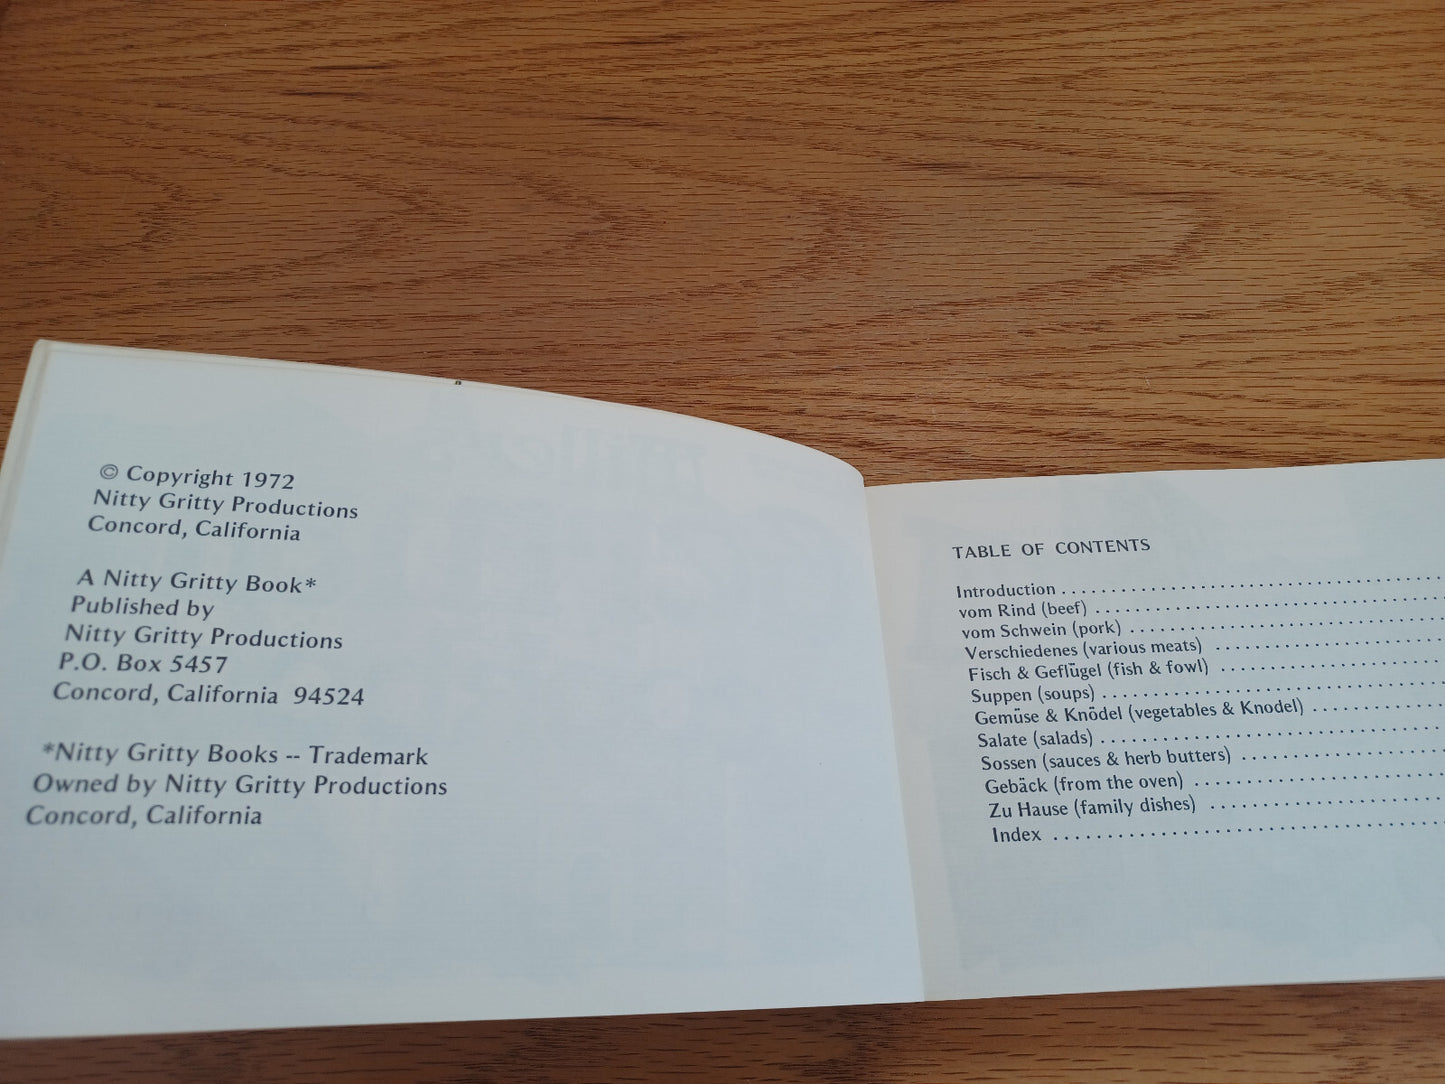 © Copyright 1972
Nitty Gritty Productions
Concord, California
A Nitty Gritty Book*
Published by
Nitty Gritty Productions
P.O. Box 5457
Concord, California 94524
*Nitty Gritty Books -- Trademark
Owned by Nitty Gritty Productions
Concord, California
TABLE OF CONTENTS
Introduction . . . . . . . . . . . . . . . . . . . . . . . . . . . . . . . . . . . . . .
vom Rind (beef) . . . . . . . . . . . . . . . . . . . . . . . . . . . . . . . . . . .
vom Schwein (pork) . . . . . . . . . . . . . . . . . . . . . . . . . . . . . . . .
Verschiedenes (various meats) . . . . . . . . . . . . . . . . . . . . . . .
Fisch & Geflügel (fish & fowl) . . . . . . . . . . . . . . . . . . . . . . .
Suppen (soups) . . . . . . . . . . . . . . . . . . . . . . . . . . . . . . . . . .
Gemüse & Knödel (vegetables & Knodel) . . . . . . . . . . . . .
Salate (salads) . . . . . . . . . . . . . . . . . . . . . . . . . . . . . . . . . .
Sossen (sauces & herb butters) . . . . . . . . . . . . . . . . . . . .
Gebäck (from the oven) . . . . . . . . . . . . . . . . . . . . . . . . .
Zu Hause (family dishes) . . . . . . . . . . . . . . . . . . . . . . . .
Index . . . . . . . . . . . . . . . . . . . . . . . . . . . . . . . . . . . . . .